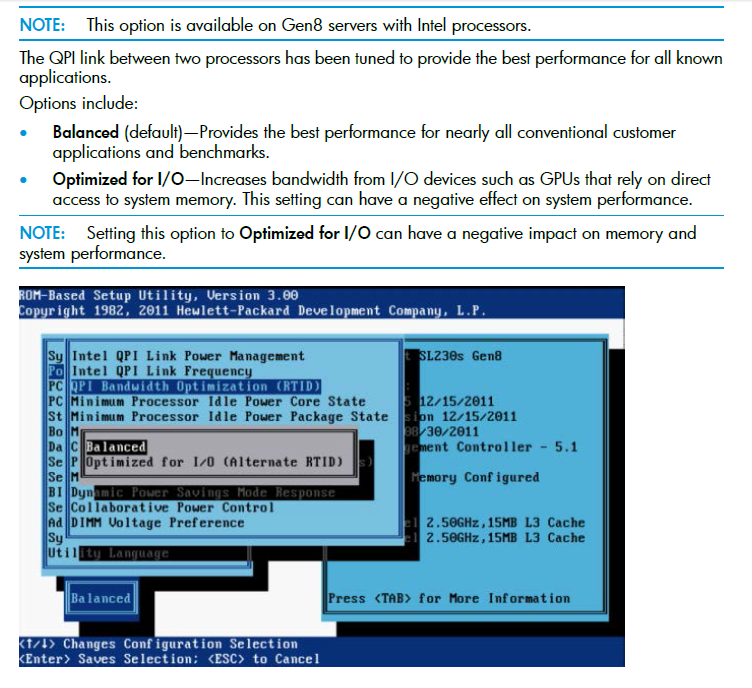 NOTE: This option is available on Gen8 servers with Intel processors.
The QPI link between two processors has been tuned to provide the best performance for all known
applications.
Options include:
• Balanced (default)—Provides the best performance for nearly all conventional customer
applications and benchmarks.
• Optimized for I/O—Increases bandwidth from I/O devices such as GPUs that rely on direct
access to system memory. This setting can have a negative effect on system performance.
NOTE: Setting this option to Optimized for I/O can have a negative impact on memory and
system performance.
ROM-Based Setup Utility, Version 3.00
Copyright 1982, 2011 Hewlett-Packard Development Company, L.P.
Sy Intel QPI Link Power Management t SL230s Gen8
Po Intel QPI Link Frequency
PC QPI Bandwidth Optimization (RTID) :
PC Minimum Processor Idle Power Core State 5 12/15/2011
St Minimum Processor Idle Power Package State sion 12/15/2011
Bo M 08/30/2011
Da C Balanced gement Controller - 5.1
Se P Optimized for I/O (Alternate RTID) s)
Se M Memory Configured
BI Dynamic Power Savings Mode Response
Se Collaborative Power Control
Ad DIMM Voltage Preference el 2.50GHz,15MB L3 Cache
Sy el 2.50GHz,15MB L3 Cache
Utility Language
Balanced Press <TAB> for More Information
<↑/↓> Changes Configuration Selection
<Enter> Saves Selection; <ESC> to Cancel